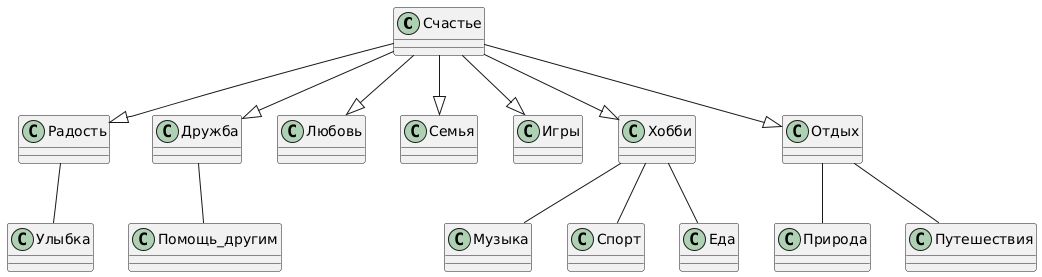 C Счастье
C Радость
C Дружба
C Любовь
C Семья
C Игры
C Хобби
C Отдых
C Улыбка
C Помощь_другим
C Музыка
C Спорт
C Еда
C Природа
C Путешествия